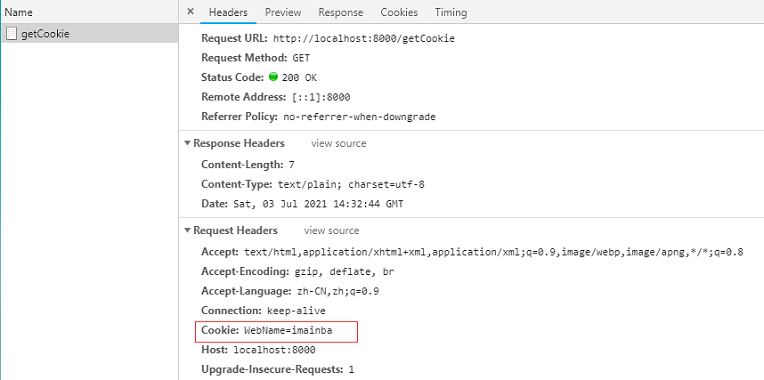 Name
× Headers Preview Response Cookies Timing
getCookie
Request URL: http://localhost:8000/getCookie
Request Method: GET
Status Code: 200 OK
Remote Address: [::1]:8000
Referrer Policy: no-referrer-when-downgrade
▼ Response Headers view source
Content-Length: 7
Content-Type: text/plain; charset=utf-8
Date: Sat, 03 Jul 2021 14:32:44 GMT
▼ Request Headers view source
Accept: text/html,application/xhtml+xml,application/xml;q=0.9,image/webp,image/apng,*/*;q=0.8
Accept-Encoding: gzip, deflate, br
Accept-Language: zh-CN,zh;q=0.9
Connection: keep-alive
Cookie: WebName=imainba
Host: localhost:8000
Upgrade-Insecure-Requests: 1